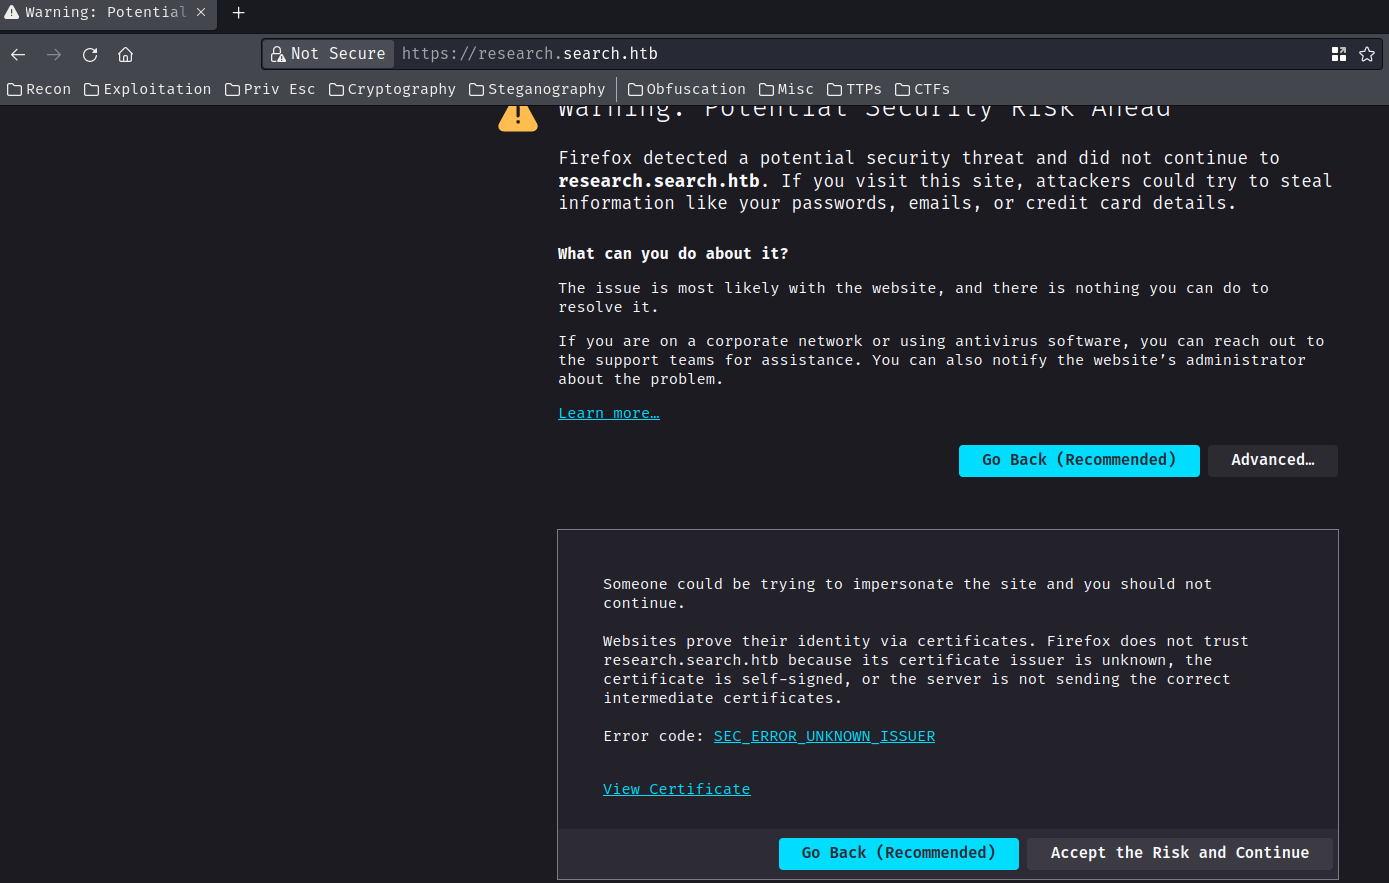 Warning: Potential
Not Secure https://research.search.htb
Recon Exploitation Priv Esc Cryptography Steganography Obfuscation Misc TTPs CTFs
Warning: Potential Security Risk Ahead
Firefox detected a potential security threat and did not continue to
research.search.htb. If you visit this site, attackers could try to steal
information like your passwords, emails, or credit card details.
What can you do about it?
The issue is most likely with the website, and there is nothing you can do to
resolve it.
If you are on a corporate network or using antivirus software, you can reach out to
the support teams for assistance. You can also notify the website’s administrator
about the problem.
Learn more…
Go Back (Recommended) Advanced…
Someone could be trying to impersonate the site and you should not
continue.
Websites prove their identity via certificates. Firefox does not trust
research.search.htb because its certificate issuer is unknown, the
certificate is self-signed, or the server is not sending the correct
intermediate certificates.
Error code: SEC_ERROR_UNKNOWN_ISSUER
View Certificate
Go Back (Recommended) Accept the Risk and Continue